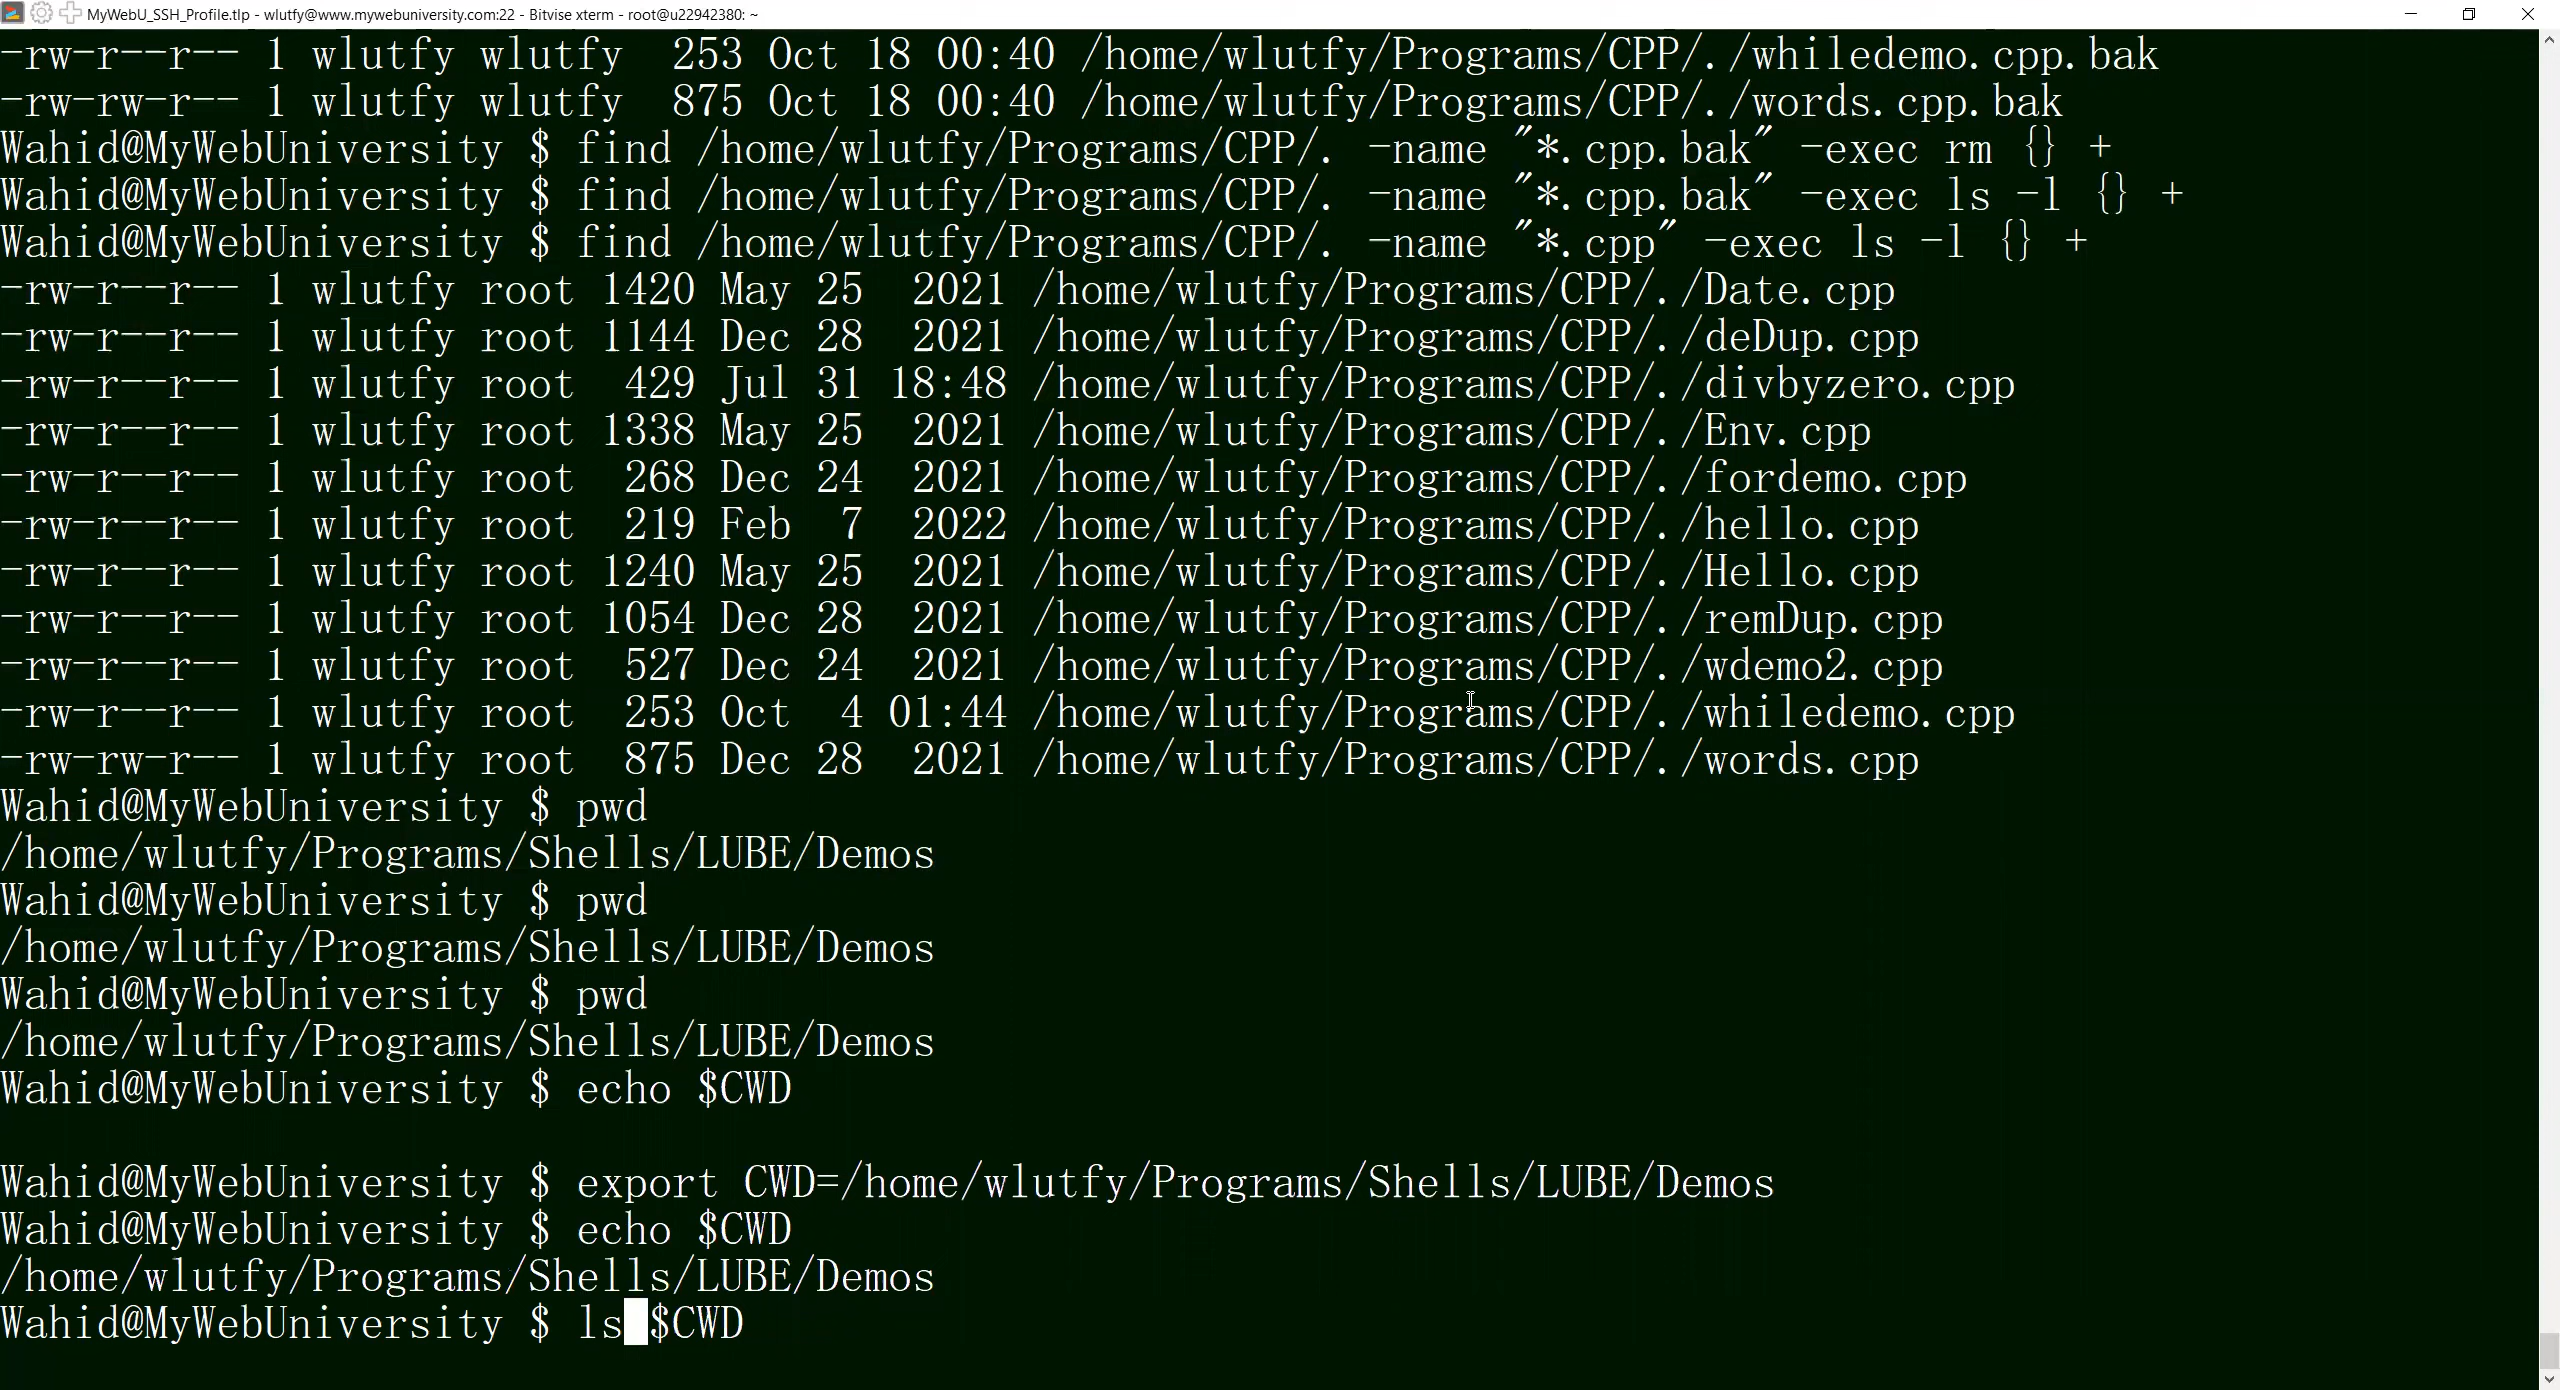 MyWebU_SSH_Profile.tlp - wlutfy@www.mywebuniversity.com:22 - Bitvise xterm - root@u22942380: ~
-rw-r--r-- 1 wlutfy wlutfy  253 Oct 18 00:40 /home/wlutfy/Programs/CPP/./whiledemo.cpp.bak
-rw-rw-r-- 1 wlutfy wlutfy  875 Oct 18 00:40 /home/wlutfy/Programs/CPP/./words.cpp.bak
Wahid@MyWebUniversity $ find /home/wlutfy/Programs/CPP/. -name "*.cpp.bak" -exec rm {} +
Wahid@MyWebUniversity $ find /home/wlutfy/Programs/CPP/. -name "*.cpp.bak" -exec ls -l {} +
Wahid@MyWebUniversity $ find /home/wlutfy/Programs/CPP/. -name "*.cpp" -exec ls -l {} +
-rw-r--r-- 1 wlutfy root 1420 May 25  2021 /home/wlutfy/Programs/CPP/./Date.cpp
-rw-r--r-- 1 wlutfy root 1144 Dec 28  2021 /home/wlutfy/Programs/CPP/./deDup.cpp
-rw-r--r-- 1 wlutfy root  429 Jul 31 18:48 /home/wlutfy/Programs/CPP/./divbyzero.cpp
-rw-r--r-- 1 wlutfy root 1338 May 25  2021 /home/wlutfy/Programs/CPP/./Env.cpp
-rw-r--r-- 1 wlutfy root  268 Dec 24  2021 /home/wlutfy/Programs/CPP/./fordemo.cpp
-rw-r--r-- 1 wlutfy root  219 Feb  7  2022 /home/wlutfy/Programs/CPP/./hello.cpp
-rw-r--r-- 1 wlutfy root 1240 May 25  2021 /home/wlutfy/Programs/CPP/./Hello.cpp
-rw-r--r-- 1 wlutfy root 1054 Dec 28  2021 /home/wlutfy/Programs/CPP/./remDup.cpp
-rw-r--r-- 1 wlutfy root  527 Dec 24  2021 /home/wlutfy/Programs/CPP/./wdemo2.cpp
-rw-r--r-- 1 wlutfy root  253 Oct  4 01:44 /home/wlutfy/Programs/CPP/./whiledemo.cpp
-rw-rw-r-- 1 wlutfy root  875 Dec 28  2021 /home/wlutfy/Programs/CPP/./words.cpp
Wahid@MyWebUniversity $ pwd
/home/wlutfy/Programs/Shells/LUBE/Demos
Wahid@MyWebUniversity $ pwd
/home/wlutfy/Programs/Shells/LUBE/Demos
Wahid@MyWebUniversity $ pwd
/home/wlutfy/Programs/Shells/LUBE/Demos
Wahid@MyWebUniversity $ echo $CWD
Wahid@MyWebUniversity $ export CWD=/home/wlutfy/Programs/Shells/LUBE/Demos
Wahid@MyWebUniversity $ echo $CWD
/home/wlutfy/Programs/Shells/LUBE/Demos
Wahid@MyWebUniversity $ ls $CWD